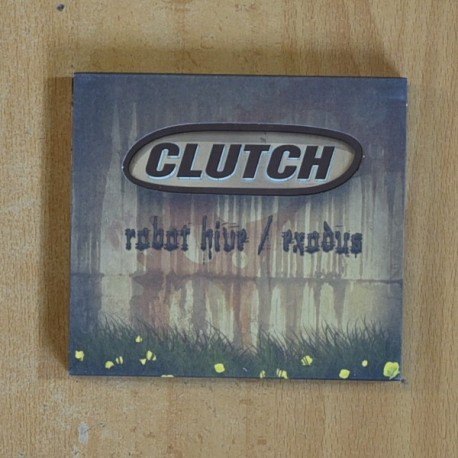 CLUTCH
robot hive / exodus